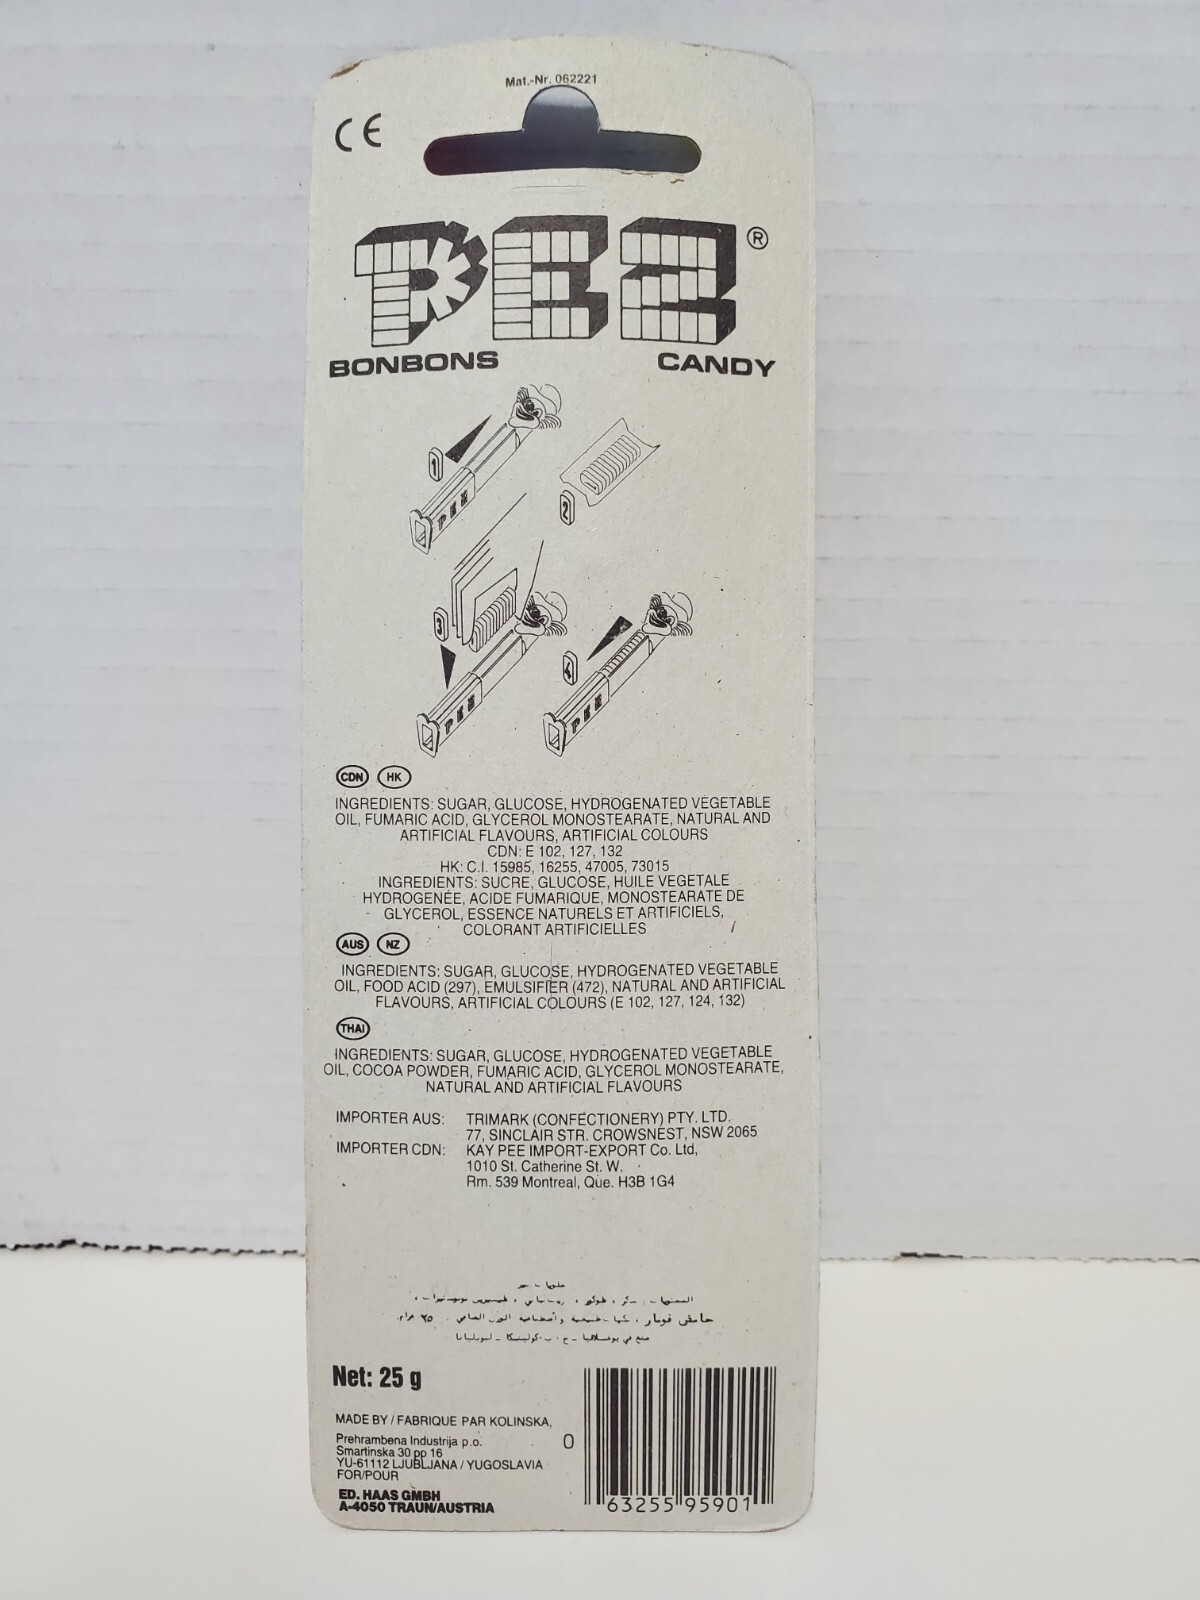 Mat.-Nr. 062221
CE
PEZ®
BONBONS CANDY
1
PEZ
2
3
PEZ
4
PEZ
CDN HK
INGREDIENTS: SUGAR, GLUCOSE, HYDROGENATED VEGETABLE
OIL, FUMARIC ACID, GLYCEROL MONOSTEARATE, NATURAL AND
ARTIFICIAL FLAVOURS, ARTIFICIAL COLOURS
CDN: E 102, 127, 132
HK: C.I. 15985, 16255, 47005, 73015
INGREDIENTS: SUCRE, GLUCOSE, HUILE VEGETALE
HYDROGENÉE, ACIDE FUMARIQUE, MONOSTEARATE DE
GLYCEROL, ESSENCE NATURELS ET ARTIFICIELS,
COLORANT ARTIFICIELLES
AUS NZ
INGREDIENTS: SUGAR, GLUCOSE, HYDROGENATED VEGETABLE
OIL, FOOD ACID (297), EMULSIFIER (472), NATURAL AND ARTIFICIAL
FLAVOURS, ARTIFICIAL COLOURS (E 102, 127, 124, 132)
THAI
INGREDIENTS: SUGAR, GLUCOSE, HYDROGENATED VEGETABLE
OIL, COCOA POWDER, FUMARIC ACID, GLYCEROL MONOSTEARATE,
NATURAL AND ARTIFICIAL FLAVOURS
IMPORTER AUS: TRIMARK (CONFECTIONERY) PTY. LTD.
77, SINCLAIR STR. CROWSNEST, NSW 2065
IMPORTER CDN: KAY PEE IMPORT-EXPORT Co. Ltd,
1010 St. Catherine St. W.
Rm. 539 Montreal, Que. H3B 1G4
حامض فومار ٢٥ غرام
Net: 25 g
MADE BY / FABRIQUE PAR KOLINSKA,
Prehrambena Industrija p.o.
Smartinska 30 pp 16
YU-61112 LJUBLJANA / YUGOSLAVIA
FOR/POUR
ED. HAAS GMBH
A-4050 TRAUN/AUSTRIA
0 63255 95901